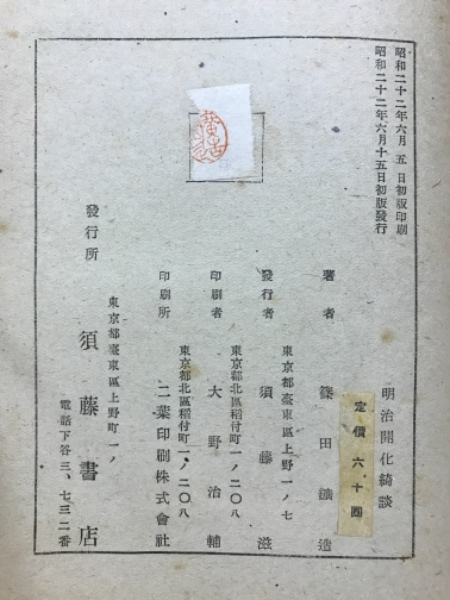 昭和二十二年六月 五 日初版印刷
昭和二十二年六月十五日初版發行
明治開化綺談
定價 六十圓
著者 篠田鑛造
東京都臺東區上野一ノ七
發行者 須藤滋
東京都北區稻付町一ノ二〇八
印刷者 大野治輔
東京都北區稻付町一ノ二〇八
印刷所 二葉印刷株式會社
東京都臺東區上野町一ノ
發行所 須藤書店
電話下谷三、七三二番